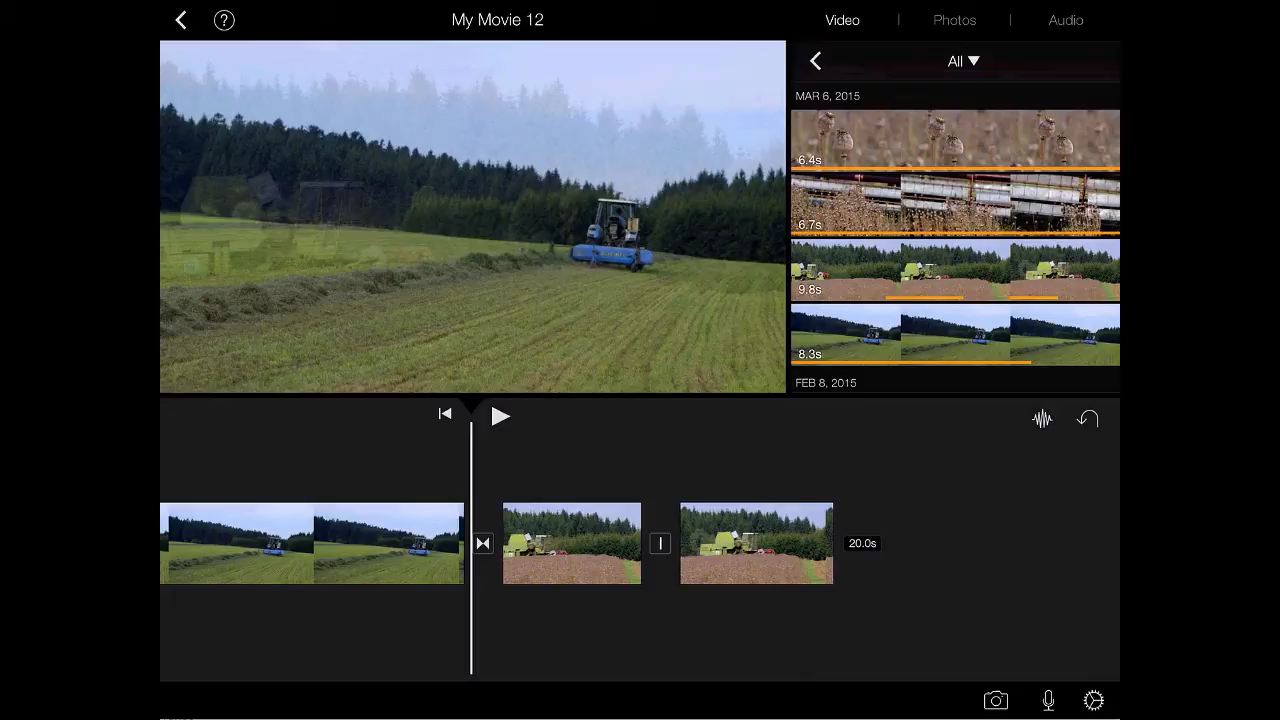 My Movie 12
Video | Photos | Audio
All
MAR 6, 2015
6.4s
6.7s
9.8s
8.3s
FEB 8, 2015
20.0s